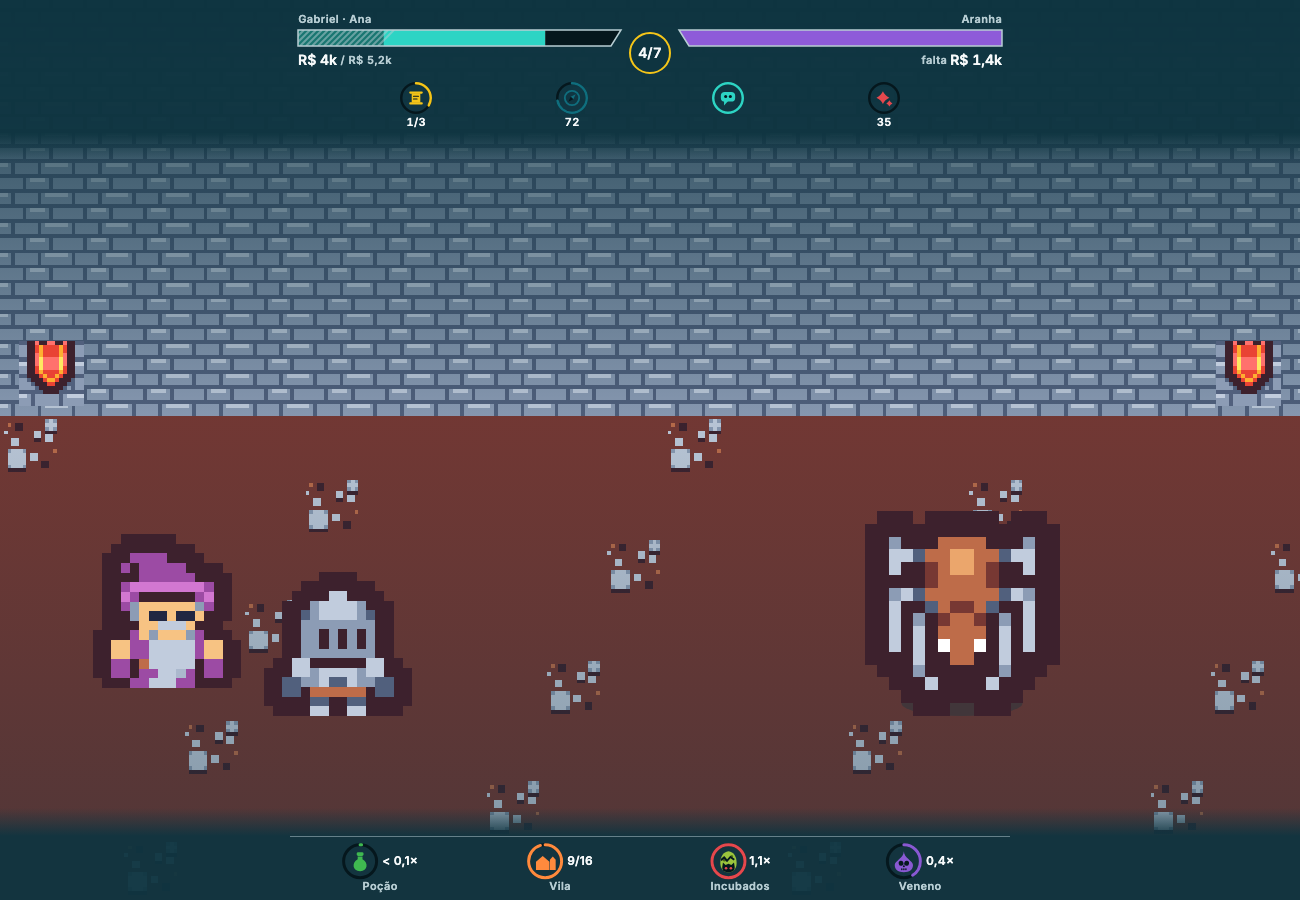 Gabriel · Ana
Aranha
4/7
R$ 4k / R$ 5,2k
falta R$ 1,4k
1/3
72
35
< 0,1×
9/16
1,1×
0,4×
Poção
Vila
Incubados
Veneno